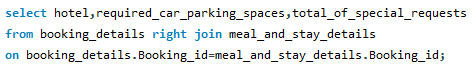 select hotel,required_car_parking_spaces,total_of_special_requests
from booking_details right join meal_and_stay_details
on booking_details.Booking_id=meal_and_stay_details.Booking_id;